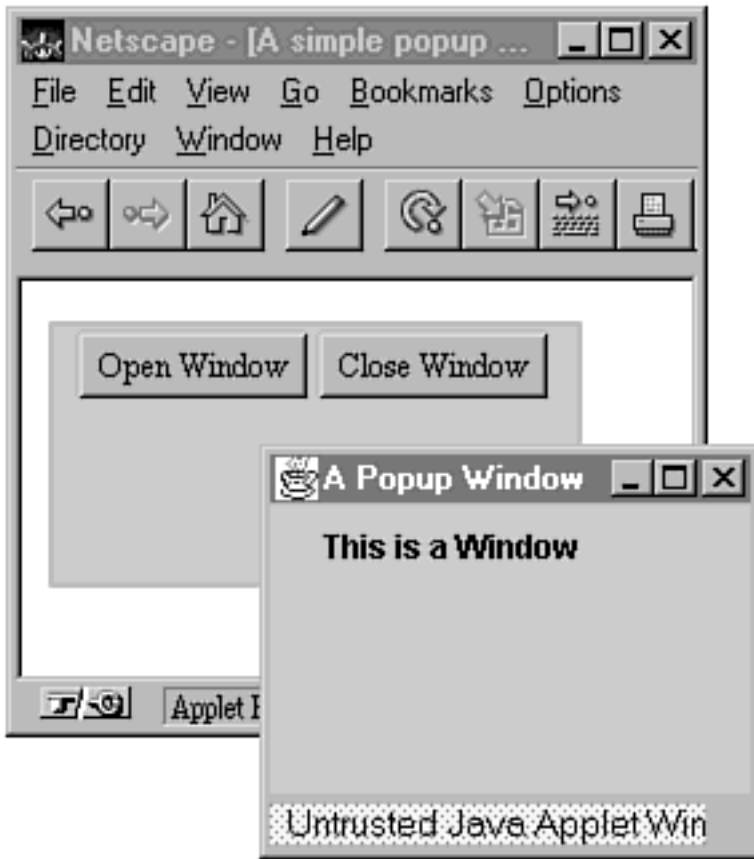 Netscape - [A simple popup ...
File Edit View Go Bookmarks Options
Directory Window Help
Open Window Close Window
A Popup Window
This is a Window
Applet
Untrusted Java Applet Win